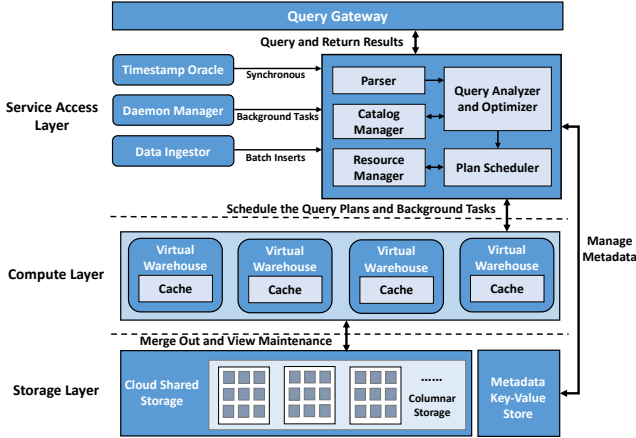 Query Gateway
Query and Return Results
Service Access
Layer
Timestamp Oracle
Synchronous
Daemon Manager
Background Tasks
Data Ingestor
Batch Inserts
Parser
Catalog
Manager
Resource
Manager
Query Analyzer
and Optimizer
Plan Scheduler
Schedule the Query Plans and Background Tasks
Manage
Metadata
Compute Layer
Virtual
Warehouse
Cache
Virtual
Warehouse
Cache
Virtual
Warehouse
Cache
Virtual
Warehouse
Cache
Merge Out and View Maintenance
Storage Layer
Cloud Shared
Storage
......
Columnar
Storage
Metadata
Key-Value
Store